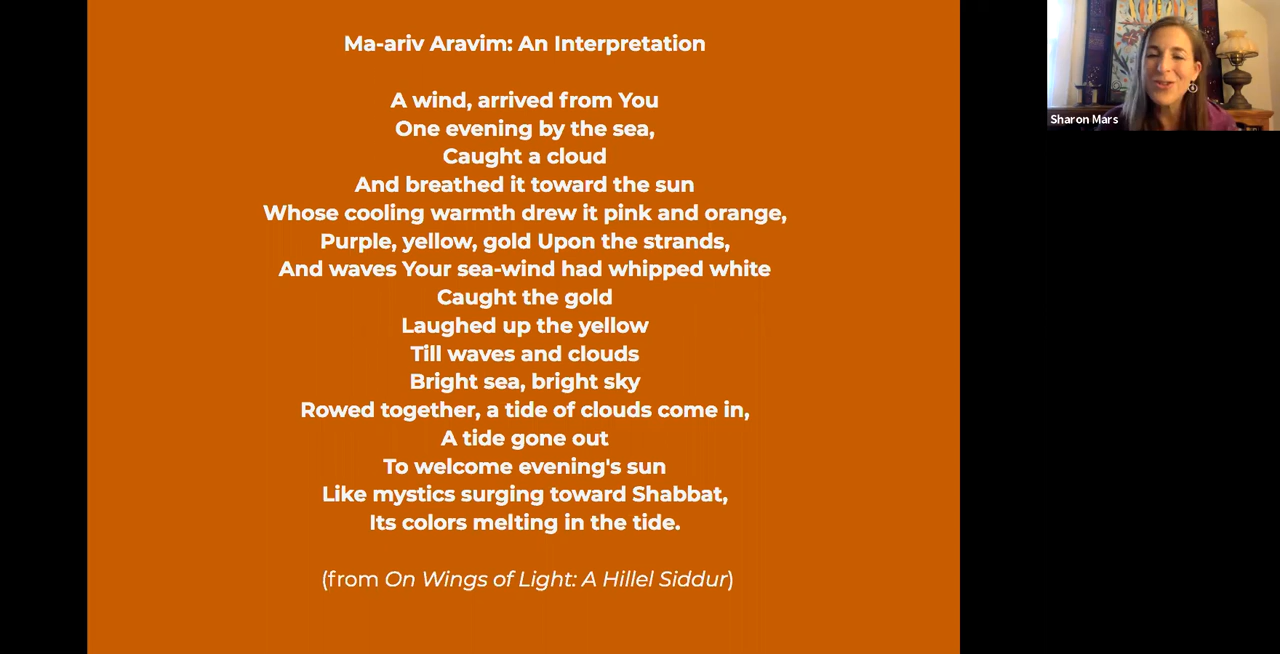 Ma-ariv Aravim: An Interpretation
A wind, arrived from You
One evening by the sea,
Caught a cloud
And breathed it toward the sun
Whose cooling warmth drew it pink and orange,
Purple, yellow, gold Upon the strands,
And waves Your sea-wind had whipped white
Caught the gold
Laughed up the yellow
Till waves and clouds
Bright sea, bright sky
Rowed together, a tide of clouds come in,
A tide gone out
To welcome evening's sun
Like mystics surging toward Shabbat,
Its colors melting in the tide.
(from On Wings of Light: A Hillel Siddur)
Sharon Mars